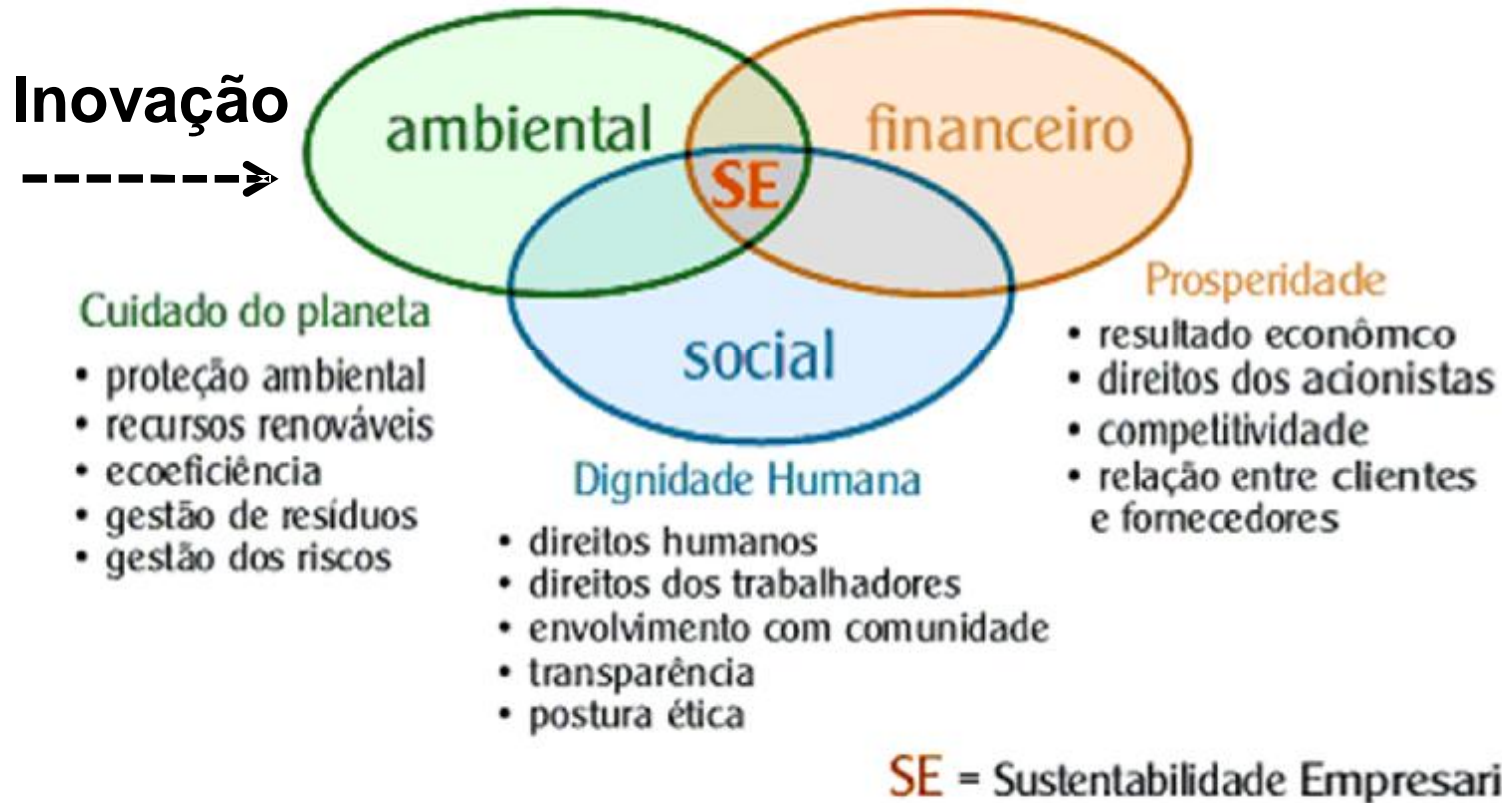 Inovação
ambiental
financeiro
SE
social
Cuidado do planeta
• proteção ambiental
• recursos renováveis
• ecoeficiência
• gestão de resíduos
• gestão dos riscos
Dignidade Humana
• direitos humanos
• direitos dos trabalhadores
• envolvimento com comunidade
• transparência
• postura ética
Prosperidade
• resultado econômco
• direitos dos acionistas
• competitividade
• relação entre clientes
e fornecedores
SE = Sustentabilidade Empresari